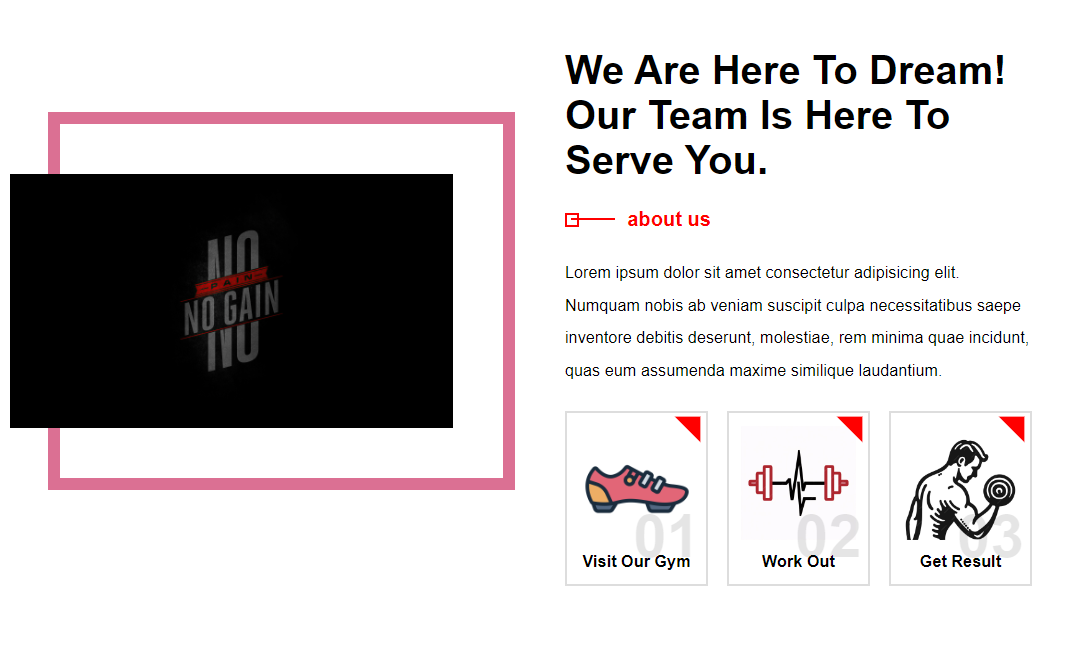 We Are Here To Dream!
Our Team Is Here To
Serve You.
about us
Lorem ipsum dolor sit amet consectetur adipisicing elit.
Numquam nobis ab veniam suscipit culpa necessitatibus saepe
inventore debitis deserunt, molestiae, rem minima quae incidunt,
quas eum assumenda maxime similique laudantium.
NO
PAIN
NO GAIN
NO
01
Visit Our Gym
02
Work Out
03
Get Result